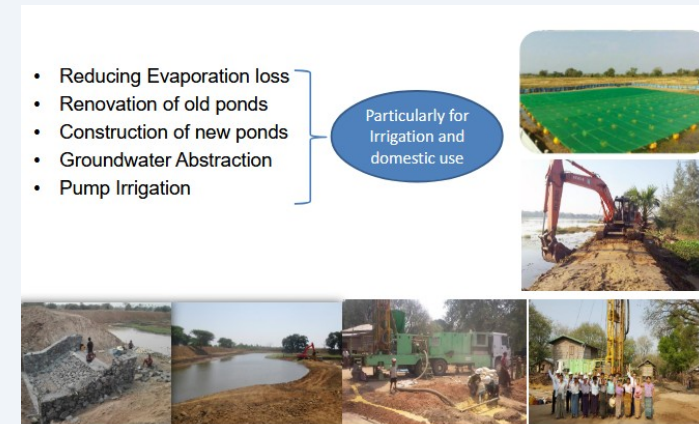 Reducing Evaporation loss
Renovation of old ponds
Construction of new ponds
Groundwater Abstraction
Pump Irrigation
Particularly for
Irrigation and
domestic use